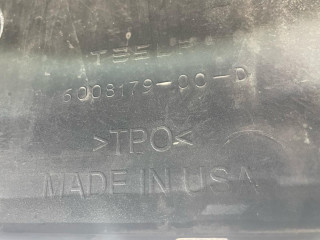 TESLA
6008179-00-D
>TPO<
MADE IN USA